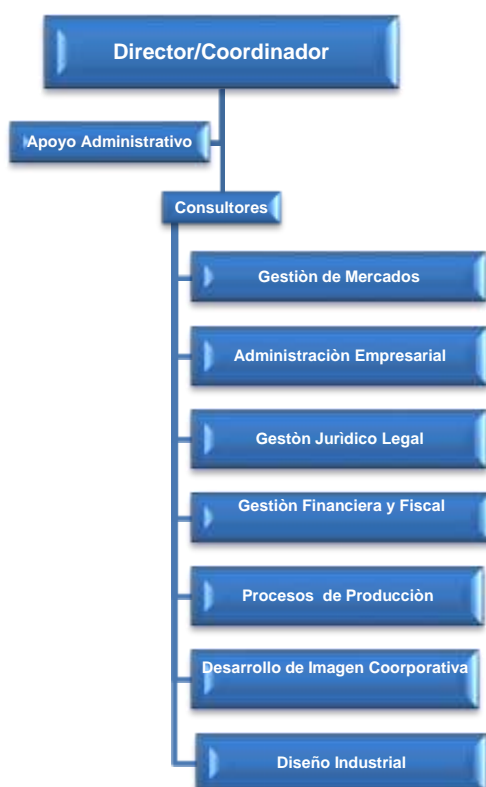 Director/Coordinador
Apoyo Administrativo
Consultores
Gestiòn de Mercados
Administraciòn Empresarial
Gestòn Jurìdico Legal
Gestiòn Financiera y Fiscal
Procesos de Producciòn
Desarrollo de Imagen Coorporativa
Diseño Industrial